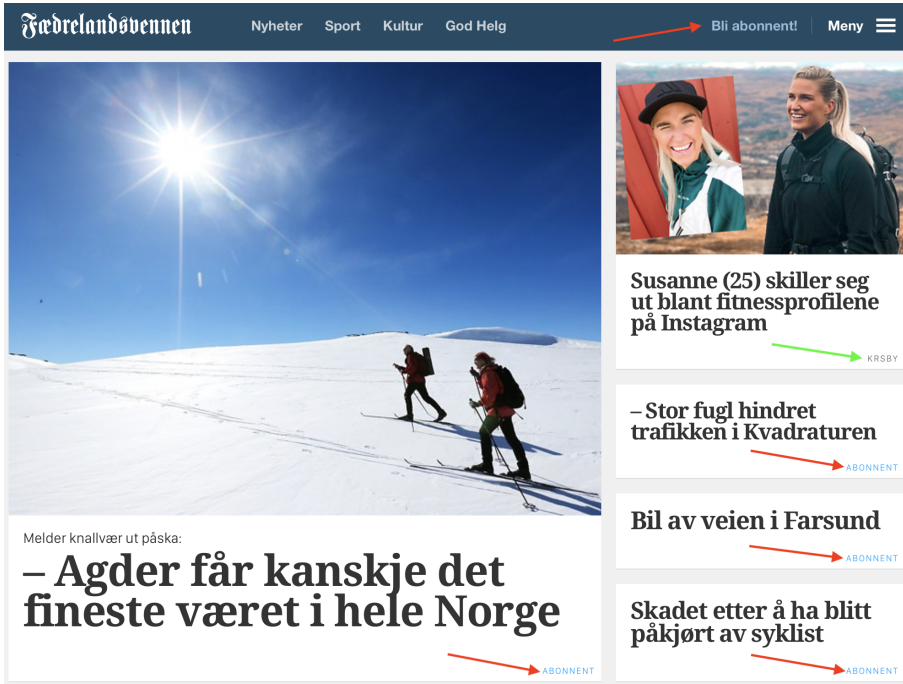 Fædrelandsvennen
Nyheter Sport Kultur God Helg
Bli abonnent! Meny
Melder knallvær ut påska:
– Agder får kanskje det
fineste været i hele Norge
ABONNENT
Susanne (25) skiller seg
ut blant fitnessprofilene
på Instagram
KRSBY
– Stor fugl hindret
trafikken i Kvadraturen
ABONNENT
Bil av veien i Farsund
ABONNENT
Skadet etter å ha blitt
påkjørt av syklist
ABONNENT